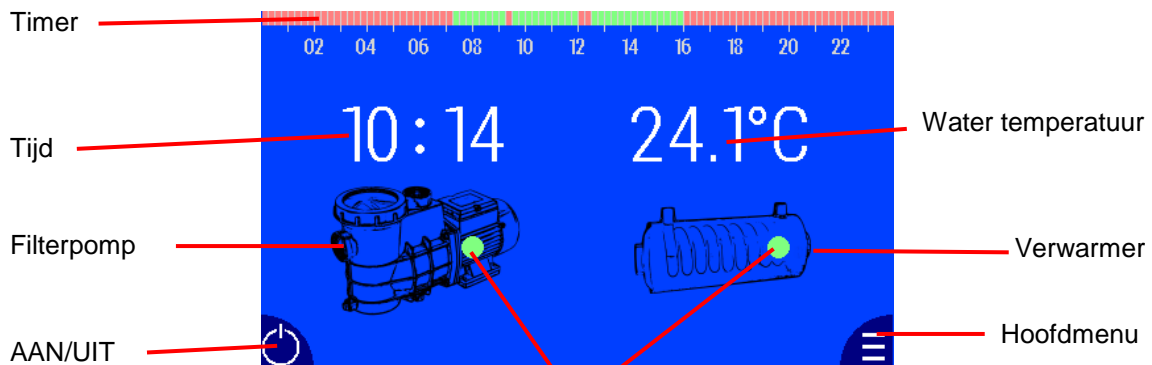 Timer
02 04 06 08 10 12 14 16 18 20 22
Tijd
10:14
24.1°C
Water temperatuur
Filterpomp
Verwarmer
AAN/UIT
Hoofdmenu